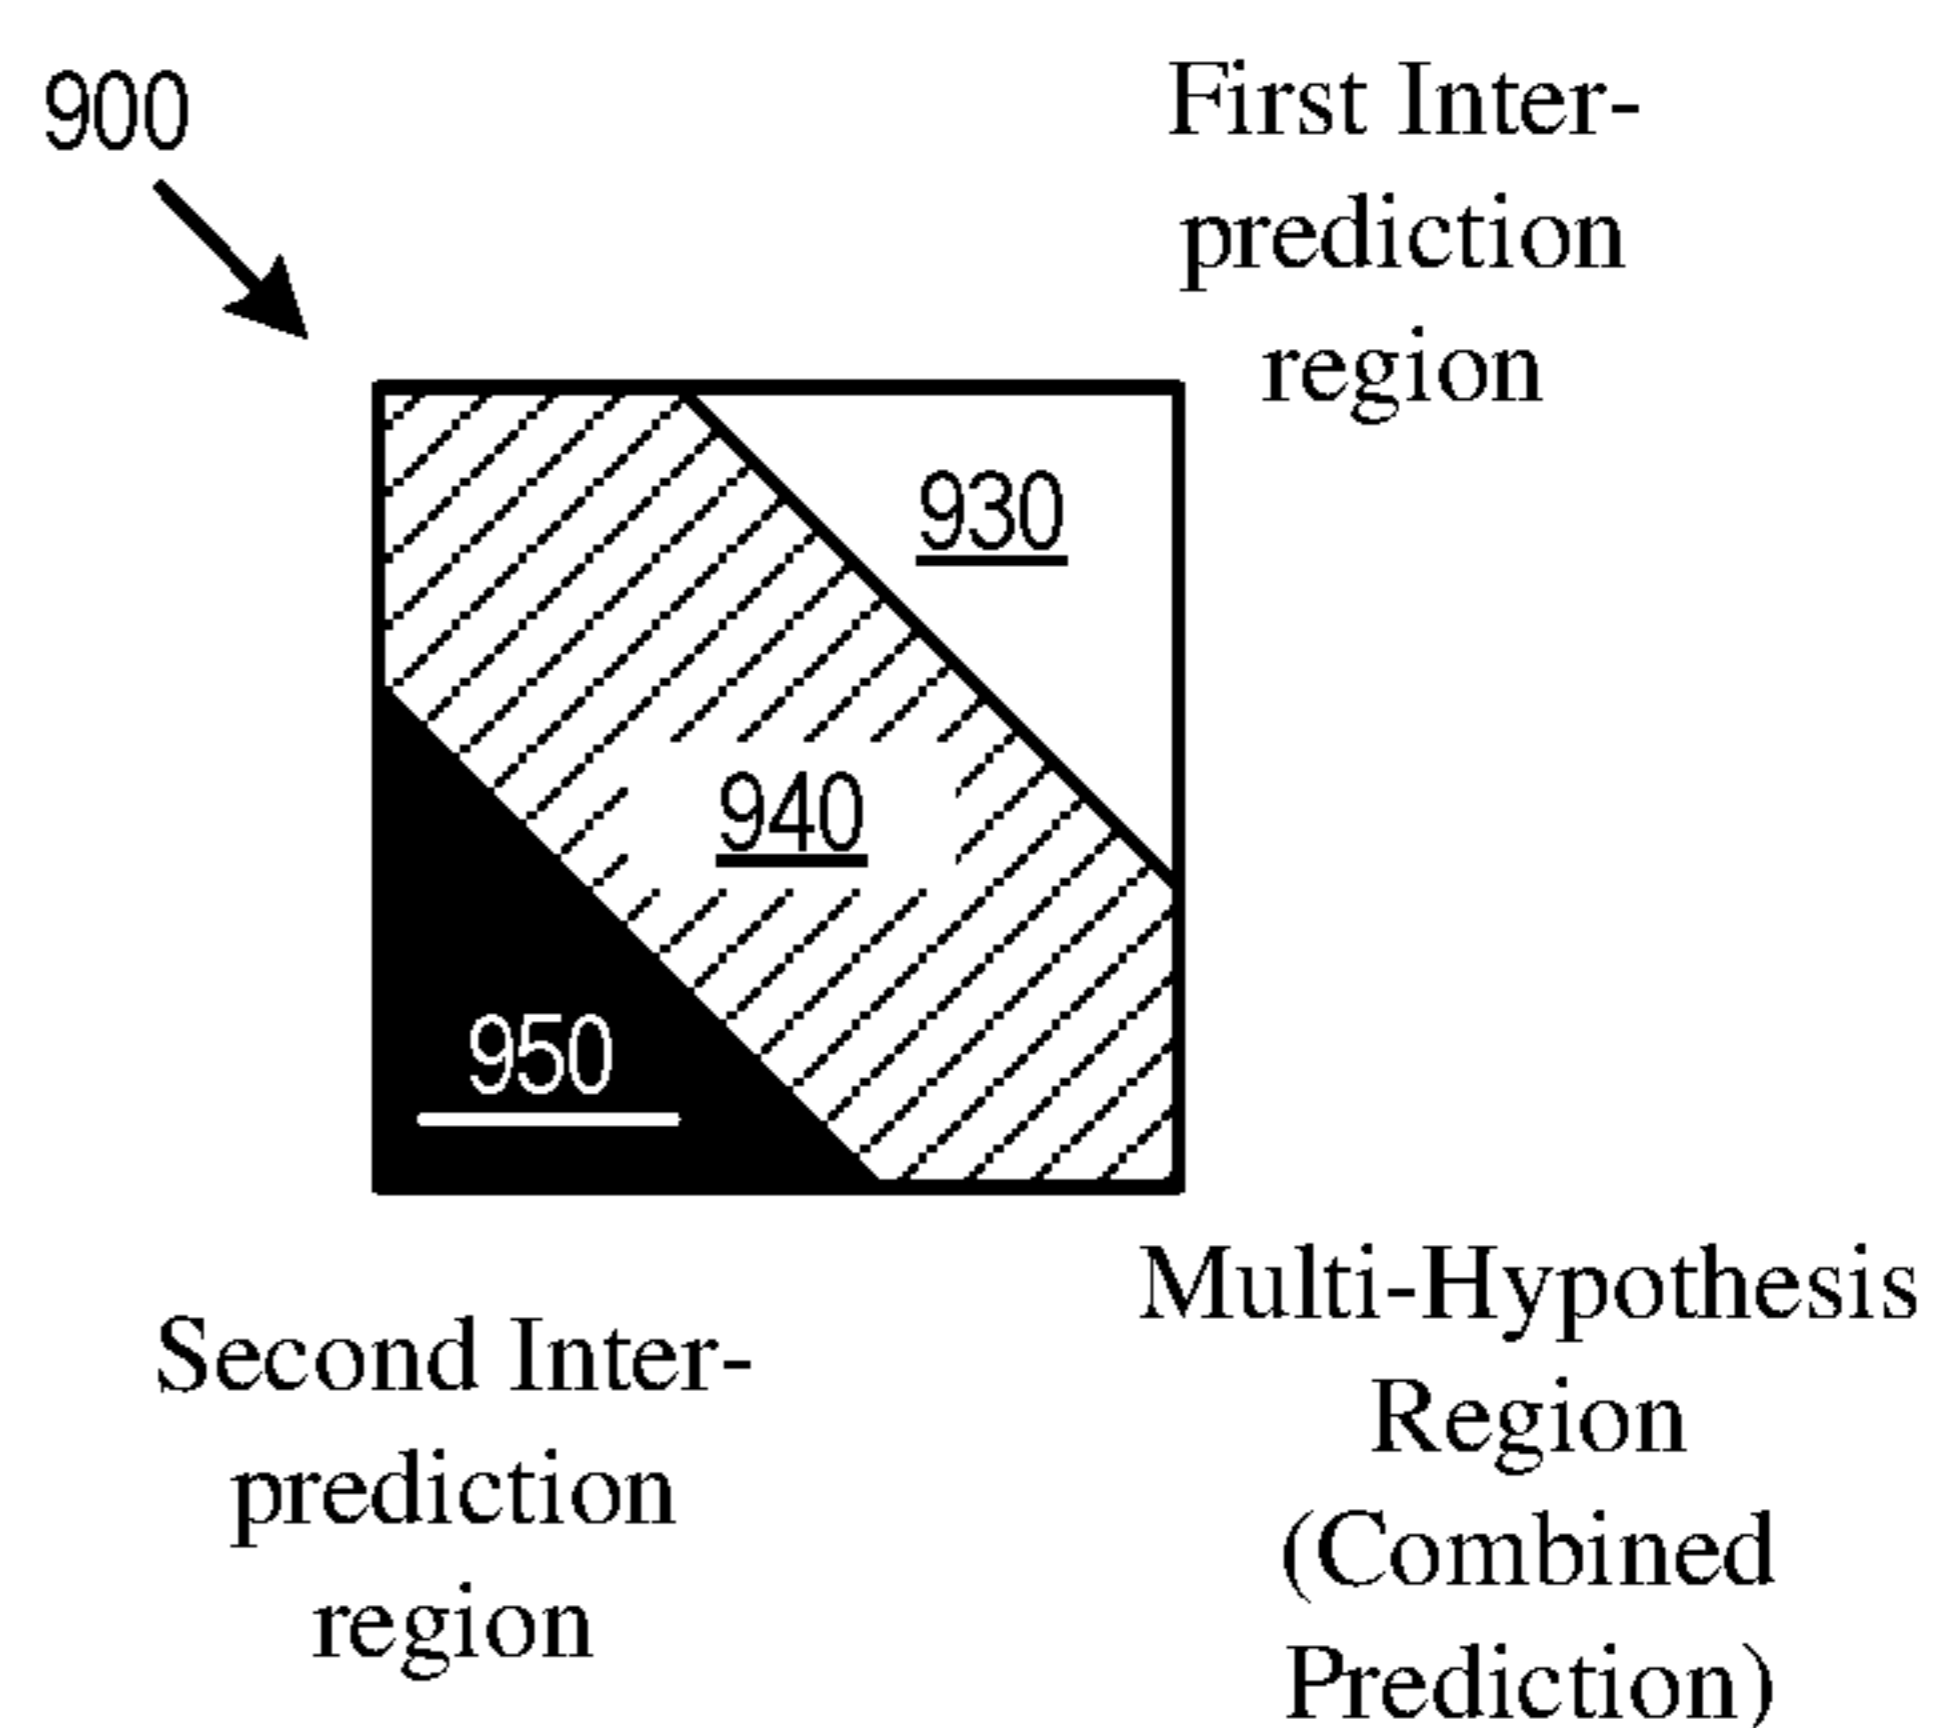 900
First Inter-
prediction
region
930
940
950
Second Inter-
prediction
region
Multi-Hypothesis
Region
(Combined
Prediction)